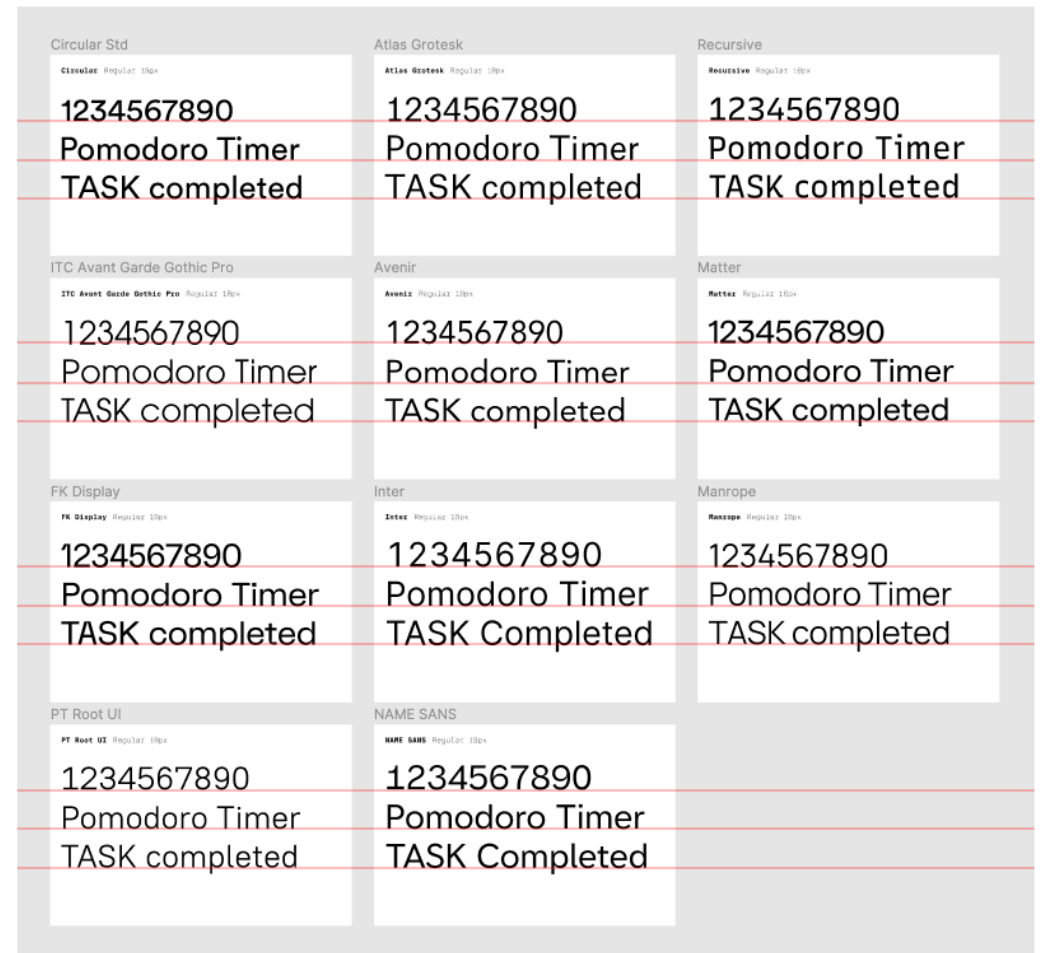 Circular Std
Circular Regular 18px
1234567890
Pomodoro Timer
TASK completed
Atlas Grotesk
Atlas Grotesk Regular 18px
1234567890
Pomodoro Timer
TASK completed
Recursive
Recursive Regular 18px
1234567890
Pomodoro Timer
TASK completed
ITC Avant Garde Gothic Pro
ITC Avant Garde Gothic Pro Regular 18px
1234567890
Pomodoro Timer
TASK completed
Avenir
Avenir Regular 18px
1234567890
Pomodoro Timer
TASK completed
Matter
Matter Regular 18px
1234567890
Pomodoro Timer
TASK completed
FK Display
FK Display Regular 18px
1234567890
Pomodoro Timer
TASK completed
Inter
Inter Regular 18px
1234567890
Pomodoro Timer
TASK Completed
Manrope
Manrope Regular 18px
1234567890
Pomodoro Timer
TASK completed
PT Root UI
PT Root UI Regular 18px
1234567890
Pomodoro Timer
TASK completed
NAME SANS
NAME SANS Regular 18px
1234567890
Pomodoro Timer
TASK Completed